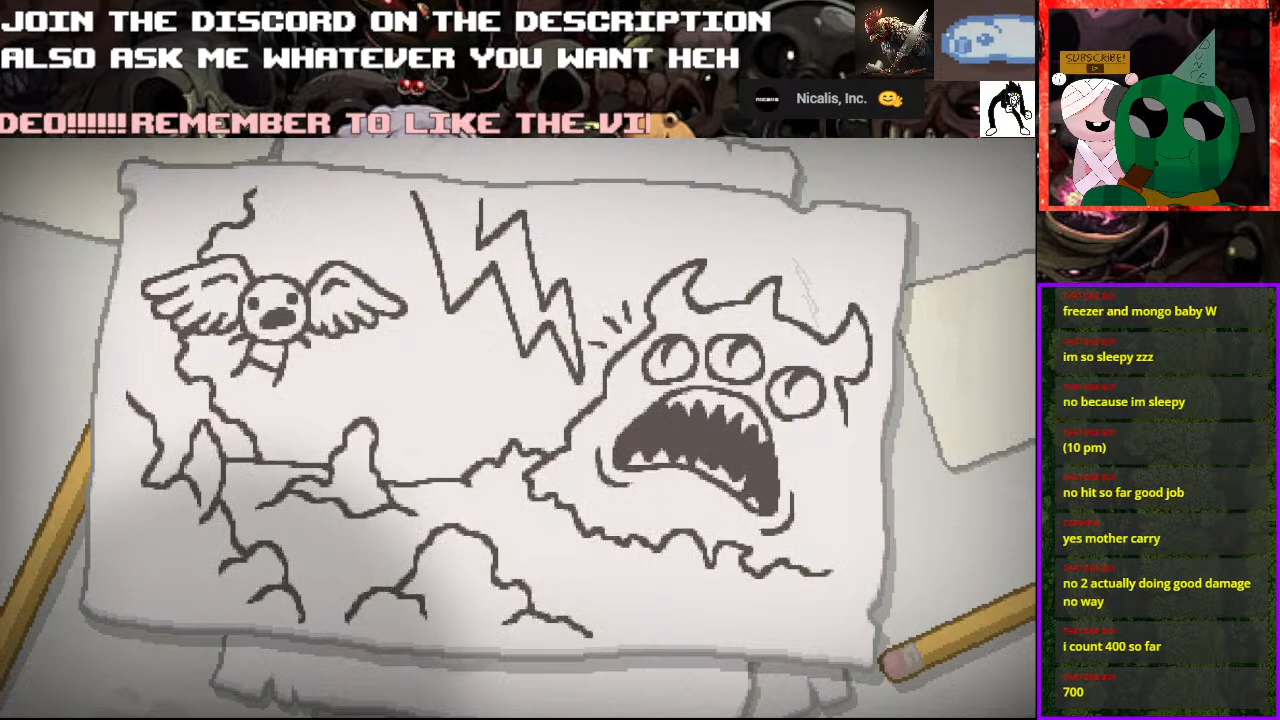 JOIN THE DISCORD ON THE DESCRIPTION
ALSO ASK ME WHATEVER YOU WANT HEH
Nicalis, Inc.
DEO!!!!!! REMEMBER TO LIKE THE VI
SUBSCRIBE!
DUNCE
freezer and mongo baby W
im so sleepy zzz
no because im sleepy
(10 pm)
no hit so far good job
yes mother carry
no 2 actually doing good damage
no way
i count 400 so far
700